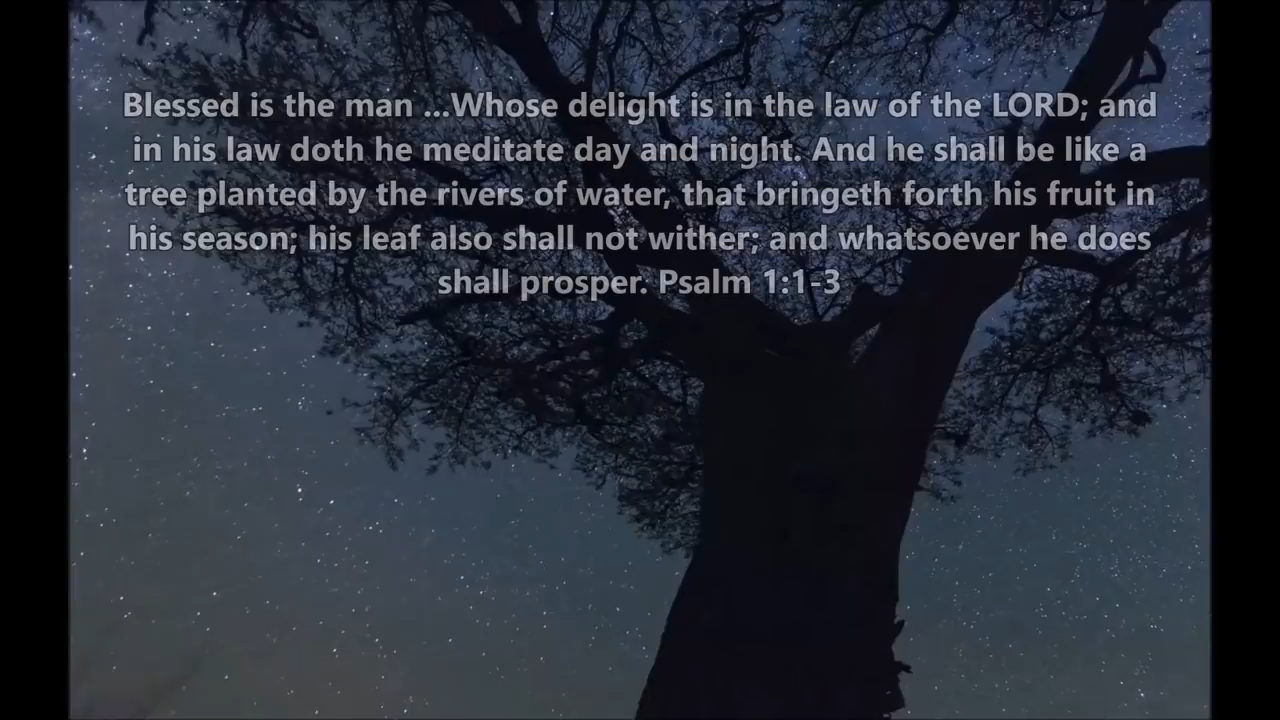 Blessed is the man ...Whose delight is in the law of the LORD; and
in his law doth he meditate day and night. And he shall be like a
tree planted by the rivers of water, that bringeth forth his fruit in
his season; his leaf also shall not wither; and whatsoever he does
shall prosper. Psalm 1:1-3